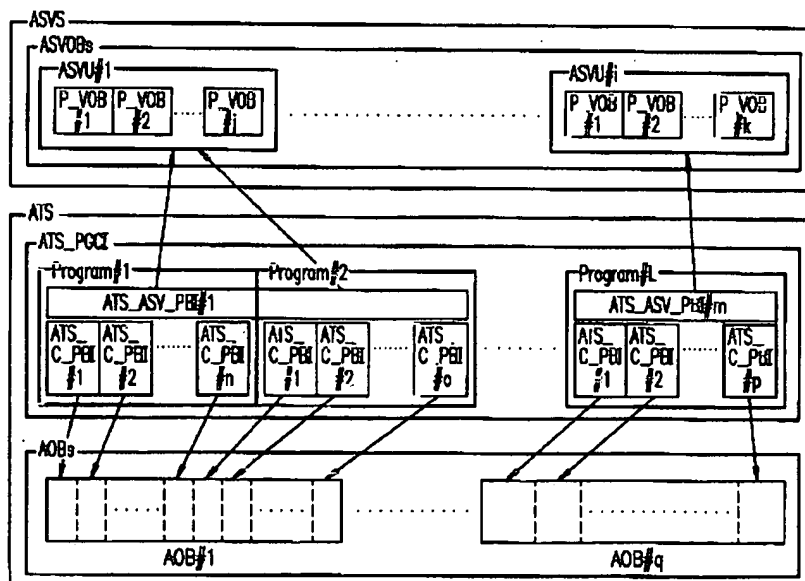 ASVS
ASVOBs
ASVU#1
ASVU#i
P_VOB #1
P_VOB #2
P_VOB #j
P_VOB #1
P_VOB #2
P_VOB #k
ATS
ATS_PGCI
Program#1
Program#2
Program#L
ATS_ASV_PBI#1
ATS_ASV_PBI#m
ATS_ C_PBI #1
ATS_ C_PBI #2
ATS_ C_PBI #n
ATS_ C_PBI #1
ATS_ C_PBI #2
ATS_ C_PBI #o
ATS_ C_PBI #1
ATS_ C_PBI #2
ATS_ C_PBI #p
AOBs
AOB#1
AOB#q